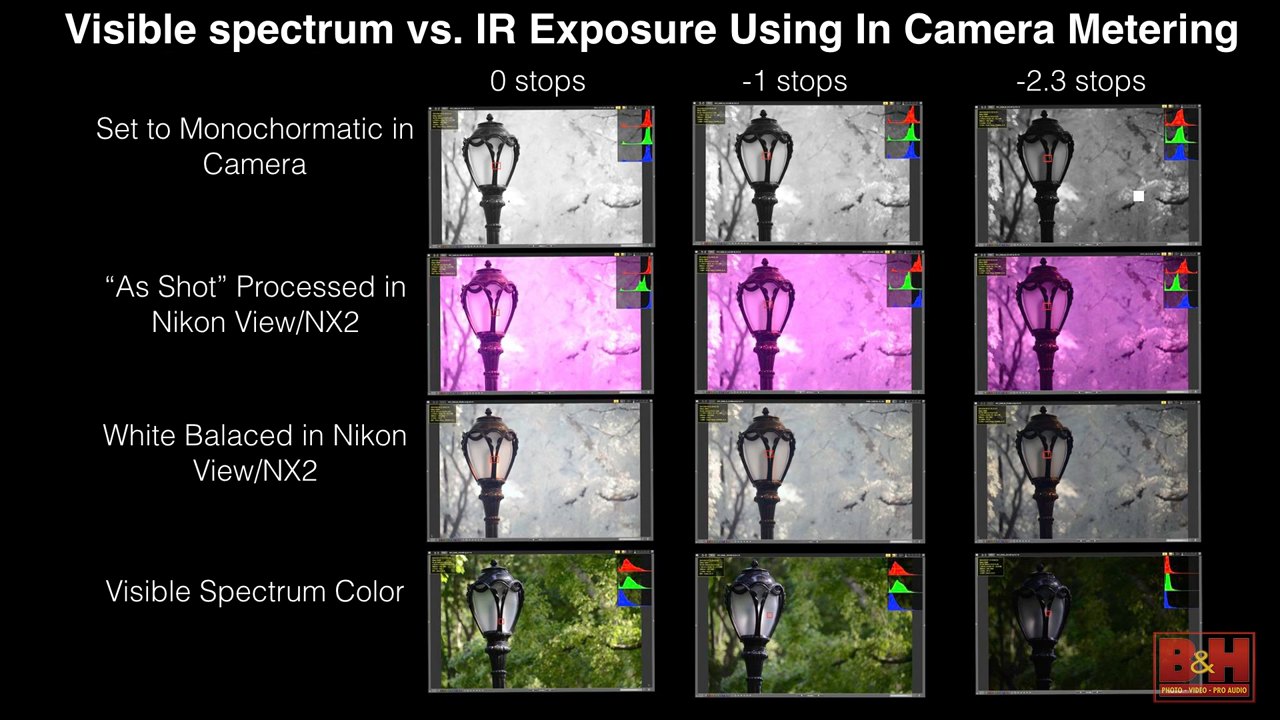 Visible spectrum vs. IR Exposure Using In Camera Metering
0 stops
-1 stops
-2.3 stops
Set to Monochormatic in
Camera
“As Shot” Processed in
Nikon View/NX2
White Balaced in Nikon
View/NX2
Visible Spectrum Color
B&H
PHOTO - VIDEO - PRO AUDIO